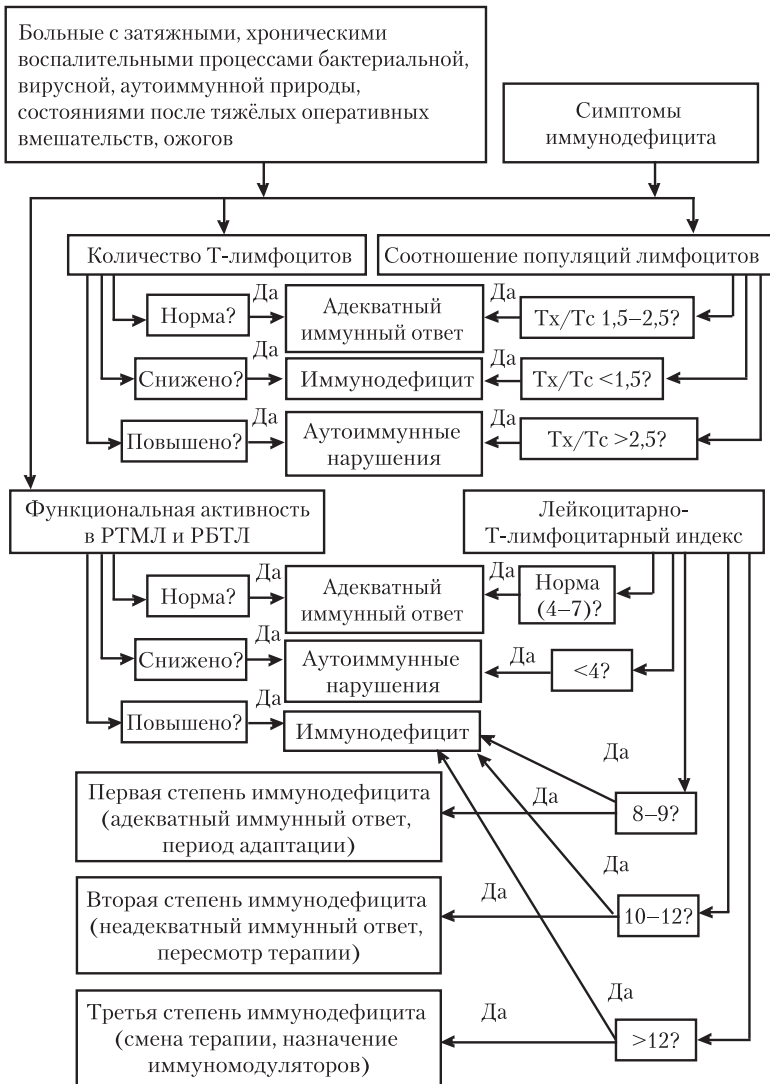 Больные с затяжными, хроническими
воспалительными процессами бактериальной,
вирусной, аутоиммунной природы,
состояниями после тяжёлых оперативных
вмешательств, ожогов
Симптомы
иммунодефицита
Количество Т-лимфоцитов
Соотношение популяций лимфоцитов
Норма?
Да
Адекватный
иммунный ответ
Да
Тх/Тс 1,5–2,5?
Снижено?
Да
Иммунодефицит
Да
Тх/Тс <1,5?
Повышено?
Да
Аутоиммунные
нарушения
Да
Тх/Тс >2,5?
Функциональная активность
в РТМЛ и РБТЛ
Лейкоцитарно-
Т-лимфоцитарный индекс
Норма?
Да
Адекватный
иммунный ответ
Да
Норма
(4–7)?
Снижено?
Да
Аутоиммунные
нарушения
Да
<4?
Повышено?
Да
Иммунодефицит
Да
Первая степень иммунодефицита
(адекватный иммунный ответ,
период адаптации)
Да
8–9?
Да
Вторая степень иммунодефицита
(неадекватный иммунный ответ,
пересмотр терапии)
Да
10–12?
Да
Третья степень иммунодефицита
(смена терапии, назначение
иммуномодуляторов)
Да
>12?